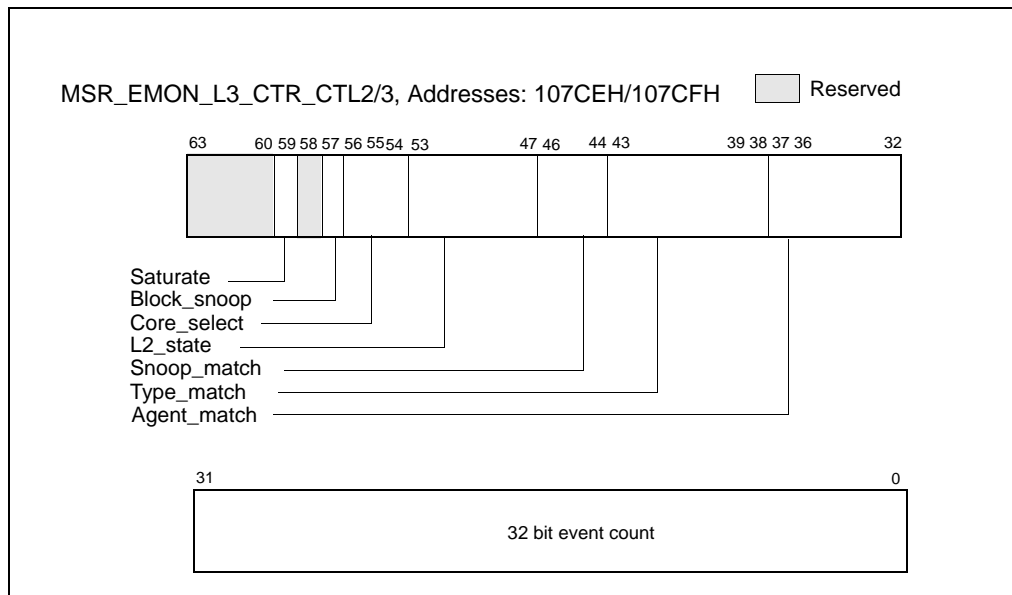 MSR_EMON_L3_CTR_CTL2/3, Addresses: 107CEH/107CFH Reserved
63 60 59 58 57 56 55 54 53 47 46 44 43 39 38 37 36 32
Saturate
Block_snoop
Core_select
L2_state
Snoop_match
Type_match
Agent_match
31 0
32 bit event count